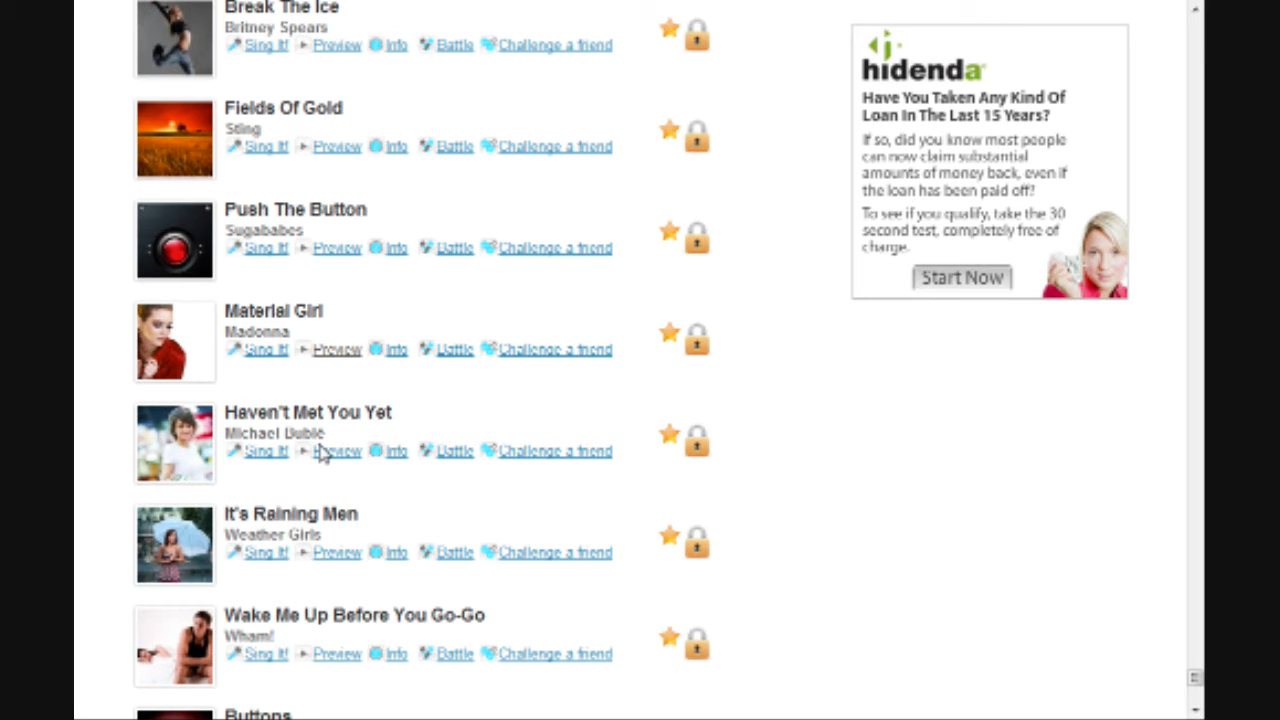 Break The Ice
Britney Spears
Sing It! Preview Info Battle Challenge a friend
Fields Of Gold
Sting
Sing It! Preview Info Battle Challenge a friend
Push The Button
Sugababes
Sing It! Preview Info Battle Challenge a friend
Material Girl
Madonna
Sing It! Preview Info Battle Challenge a friend
Haven't Met You Yet
Michael Buble
Sing It! Preview Info Battle Challenge a friend
It's Raining Men
Weather Girls
Sing It! Preview Info Battle Challenge a friend
Wake Me Up Before You Go-Go
Wham!
Sing It! Preview Info Battle Challenge a friend
Buttons
hidenda
Have You Taken Any Kind Of
Loan In The Last 15 Years?
If so, did you know most people
can now claim substantial
amounts of money back, even if
the loan has been paid off?
To see if you qualify, take the 30
second test, completely free of
charge.
Start Now